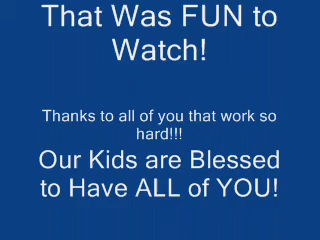 That Was FUN to
Watch!
Thanks to all of you that work so
hard!!!
Our Kids are Blessed
to Have ALL of YOU!